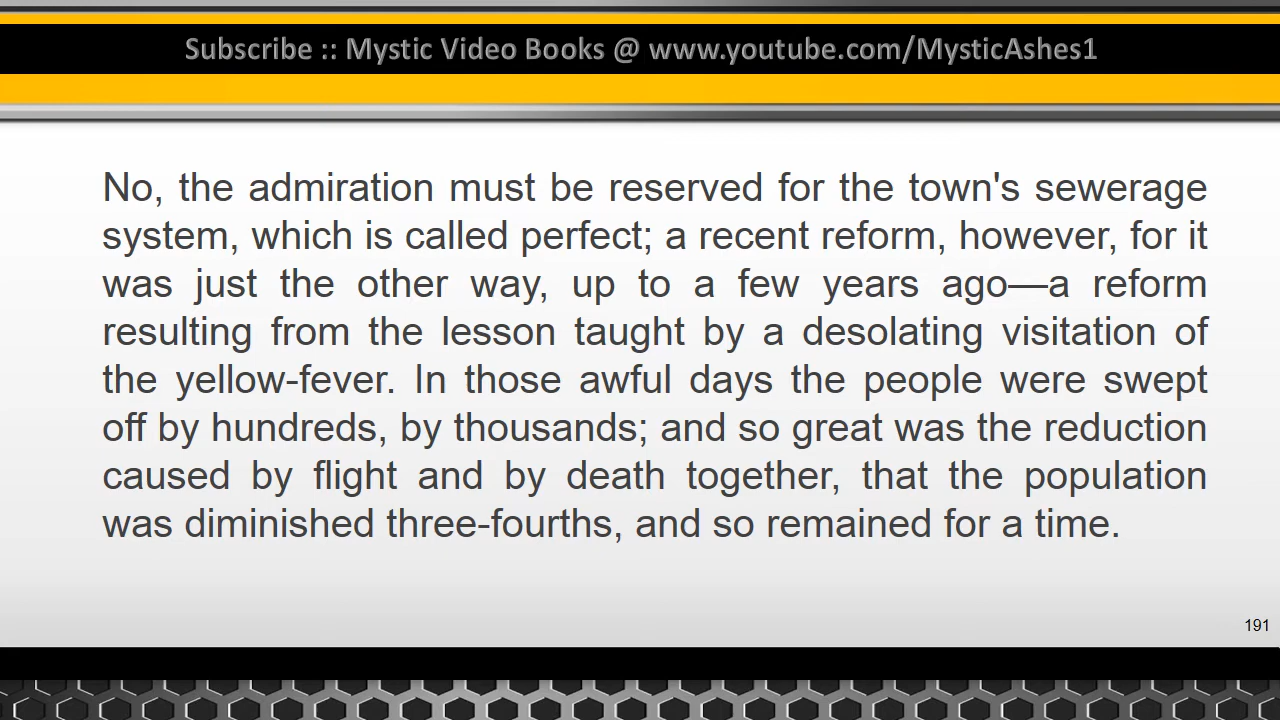 Subscribe :: Mystic Video Books @ www.youtube.com/MysticAshes1
No, the admiration must be reserved for the town's sewerage
system, which is called perfect; a recent reform, however, for it
was just the other way, up to a few years ago—a reform
resulting from the lesson taught by a desolating visitation of
the yellow-fever. In those awful days the people were swept
off by hundreds, by thousands; and so great was the reduction
caused by flight and by death together, that the population
was diminished three-fourths, and so remained for a time.
191